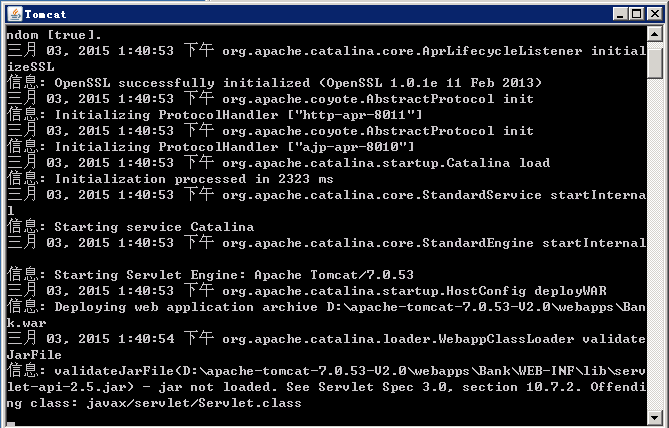 Tomcat
ndom [true].
三月 03, 2015 1:40:53 下午 org.apache.catalina.core.AprLifecycleListener initial
izeSSL
信息: OpenSSL successfully initialized (OpenSSL 1.0.1e 11 Feb 2013)
三月 03, 2015 1:40:53 下午 org.apache.coyote.AbstractProtocol init
信息: Initializing ProtocolHandler ["http-apr-8011"]
三月 03, 2015 1:40:53 下午 org.apache.coyote.AbstractProtocol init
信息: Initializing ProtocolHandler ["ajp-apr-8010"]
三月 03, 2015 1:40:53 下午 org.apache.catalina.startup.Catalina load
信息: Initialization processed in 2323 ms
三月 03, 2015 1:40:53 下午 org.apache.catalina.core.StandardService startInterna
l
信息: Starting service Catalina
三月 03, 2015 1:40:53 下午 org.apache.catalina.core.StandardEngine startInternal
信息: Starting Servlet Engine: Apache Tomcat/7.0.53
三月 03, 2015 1:40:53 下午 org.apache.catalina.startup.HostConfig deployWAR
信息: Deploying web application archive D:\apache-tomcat-7.0.53-V2.0\webapps\Ban
k.war
三月 03, 2015 1:40:54 下午 org.apache.catalina.loader.WebappClassLoader validate
JarFile
信息: validateJarFile(D:\apache-tomcat-7.0.53-V2.0\webapps\Bank\WEB-INF\lib\serv
let-api-2.5.jar) - jar not loaded. See Servlet Spec 3.0, section 10.7.2. Offendi
ng class: javax/servlet/Servlet.class